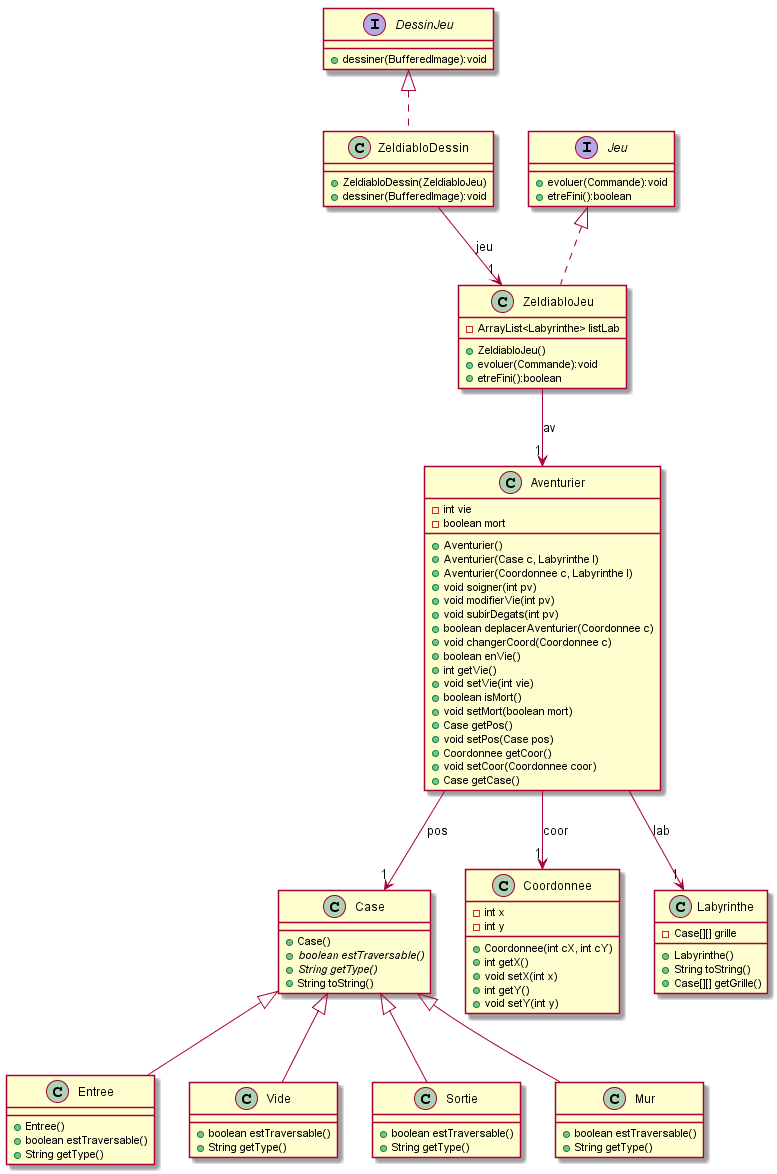 I DessinJeu
dessiner(BufferedImage):void
C ZeldiabloDessin
ZeldiabloDessin(ZeldiabloJeu)
dessiner(BufferedImage):void
I Jeu
evoluer(Commande):void
etreFini():boolean
jeu
1
C ZeldiabloJeu
ArrayList<Labyrinthe> listLab
ZeldiabloJeu()
evoluer(Commande):void
etreFini():boolean
av
1
C Aventurier
int vie
boolean mort
Aventurier()
Aventurier(Case c, Labyrinthe l)
Aventurier(Coordonnee c, Labyrinthe l)
void soigner(int pv)
void modifierVie(int pv)
void subirDegats(int pv)
boolean deplacerAventurier(Coordonnee c)
void changerCoord(Coordonnee c)
boolean enVie()
int getVie()
void setVie(int vie)
boolean isMort()
void setMort(boolean mort)
Case getPos()
void setPos(Case pos)
Coordonnee getCoor()
void setCoor(Coordonnee coor)
Case getCase()
pos
1
coor
1
lab
1
C Case
Case()
boolean estTraversable()
String getType()
String toString()
C Coordonnee
int x
int y
Coordonnee(int cX, int cY)
int getX()
void setX(int x)
int getY()
void setY(int y)
C Labyrinthe
Case[][] grille
Labyrinthe()
String toString()
Case[][] getGrille()
C Entree
Entree()
boolean estTraversable()
String getType()
C Vide
boolean estTraversable()
String getType()
C Sortie
boolean estTraversable()
String getType()
C Mur
boolean estTraversable()
String getType()